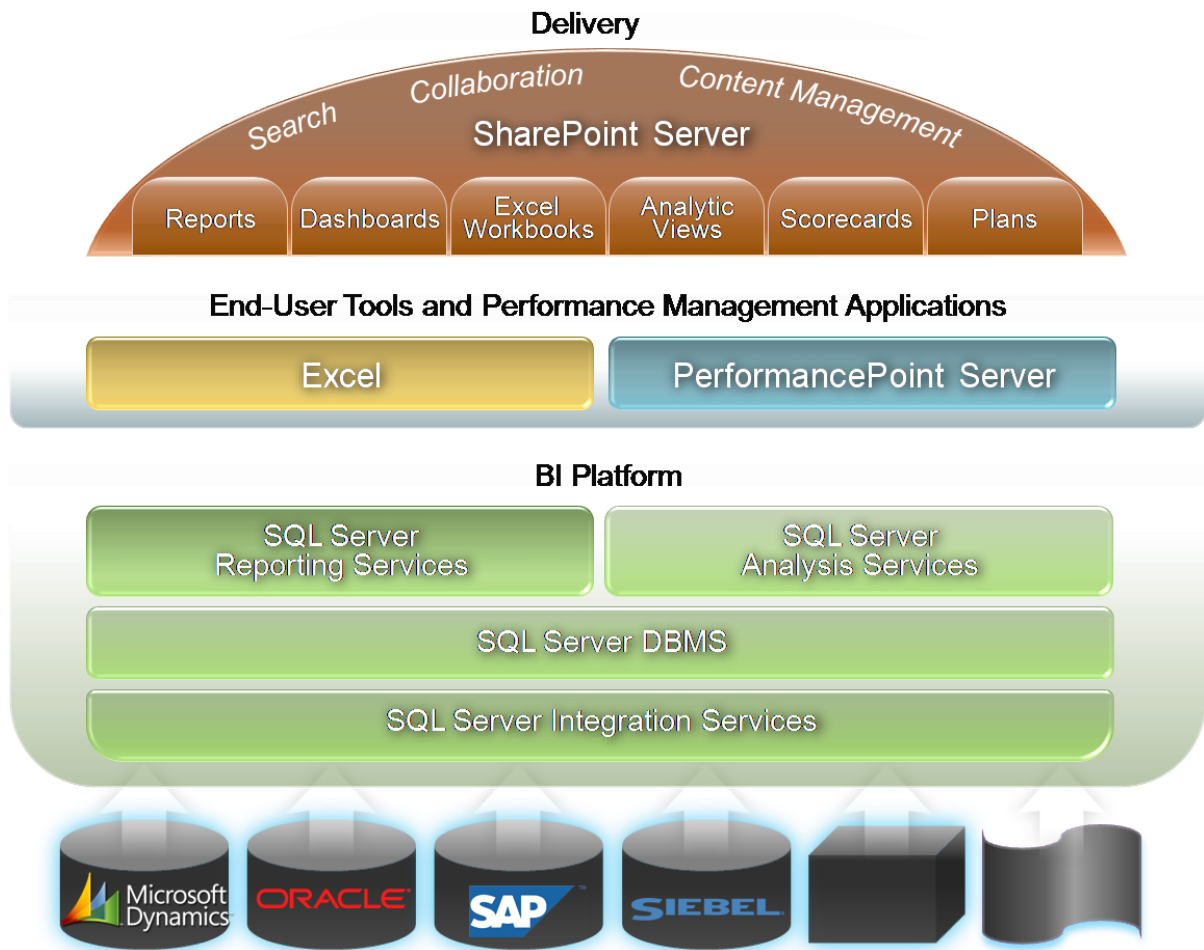 Delivery
Search
Collaboration
Content Management
SharePoint Server
Reports
Dashboards
Excel
Workbooks
Analytic
Views
Scorecards
Plans
End-User Tools and Performance Management Applications
Excel
PerformancePoint Server
BI Platform
SQL Server
Reporting Services
SQL Server
Analysis Services
SQL Server DBMS
SQL Server Integration Services
Microsoft
Dynamics™
ORACLE®
SAP™
SIEBEL